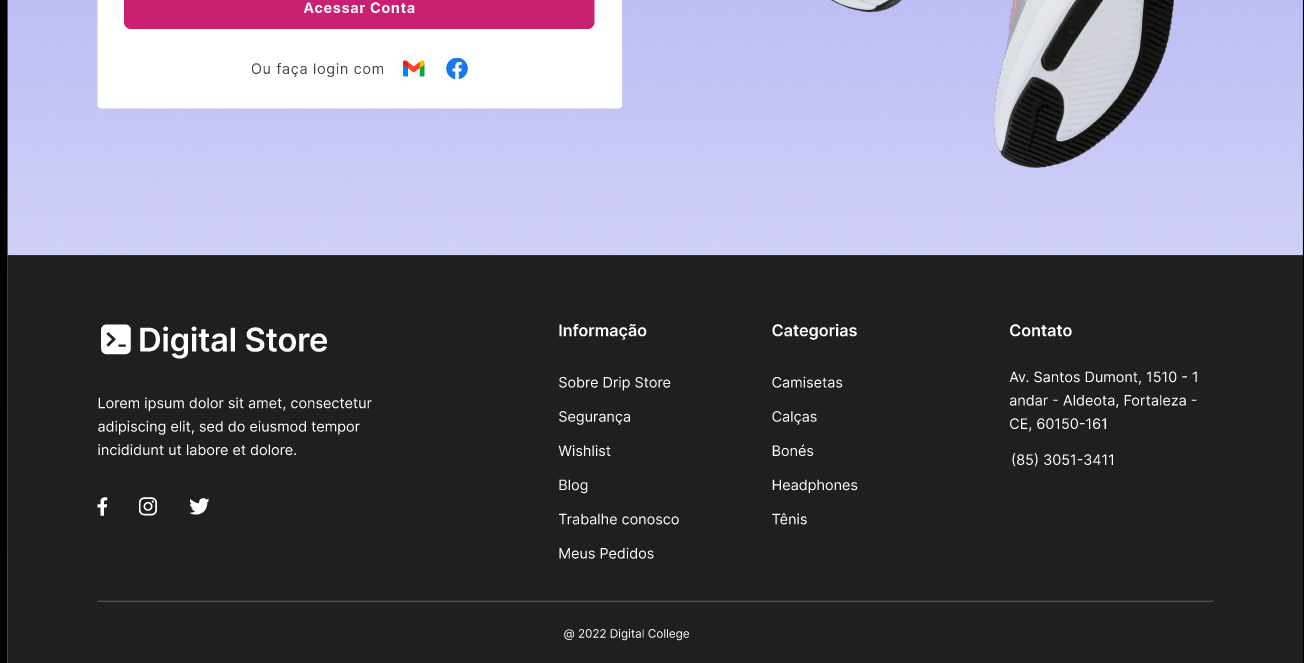 Acessar Conta
Ou faça login com
Digital Store
Lorem ipsum dolor sit amet, consectetur
adipiscing elit, sed do eiusmod tempor
incididunt ut labore et dolore.
Informação
Sobre Drip Store
Segurança
Wishlist
Blog
Trabalhe conosco
Meus Pedidos
Categorias
Camisetas
Calças
Bonés
Headphones
Tênis
Contato
Av. Santos Dumont, 1510 - 1
andar - Aldeota, Fortaleza -
CE, 60150-161
(85) 3051-3411
@ 2022 Digital College